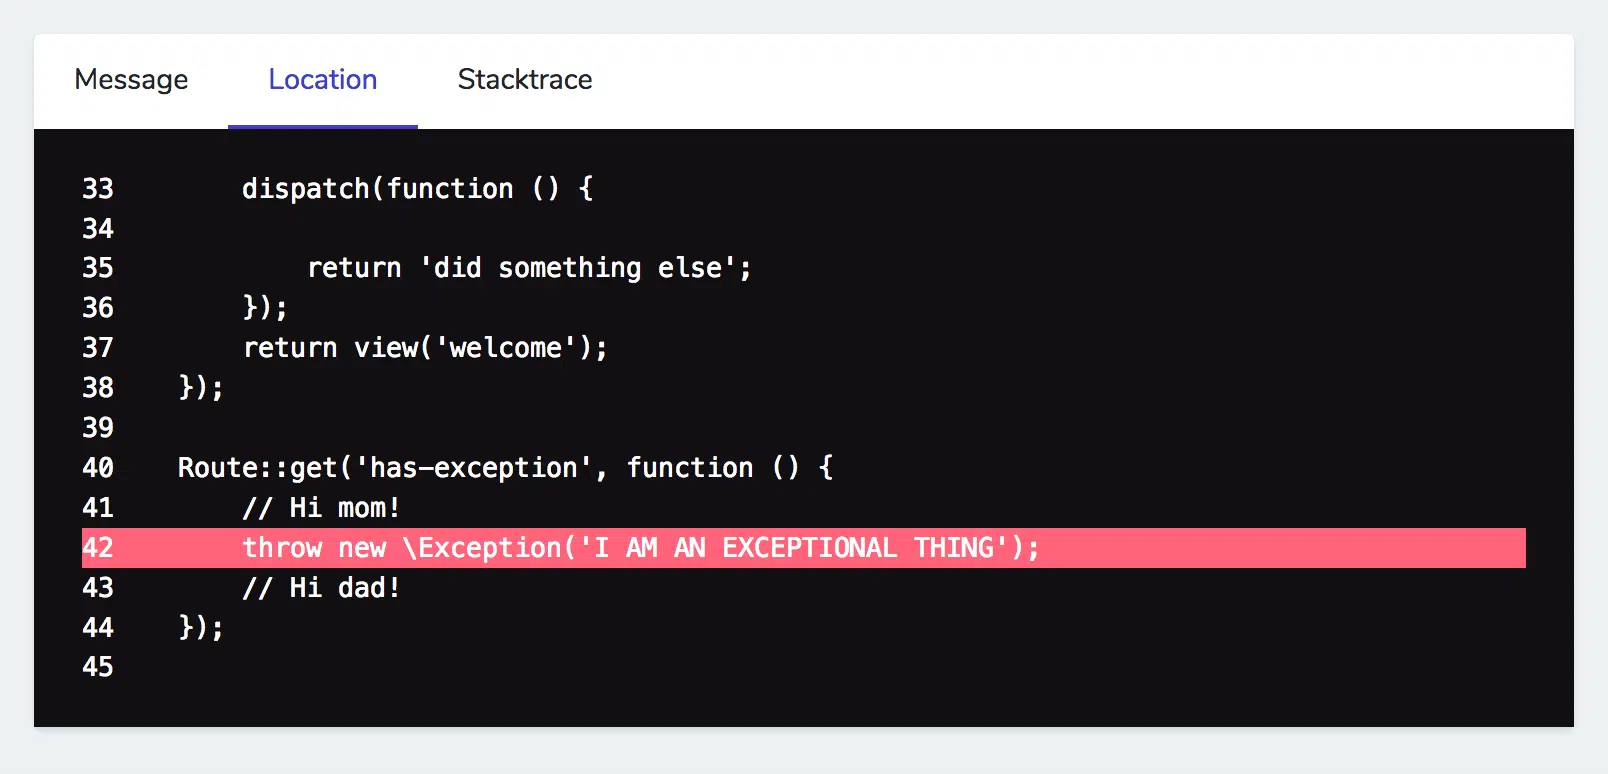 Message Location Stacktrace
33        dispatch(function () {
34
35            return 'did something else';
36        });
37        return view('welcome');
38    });
39
40    Route::get('has-exception', function () {
41        // Hi mom!
42        throw new \Exception('I AM AN EXCEPTIONAL THING');
43        // Hi dad!
44    });
45